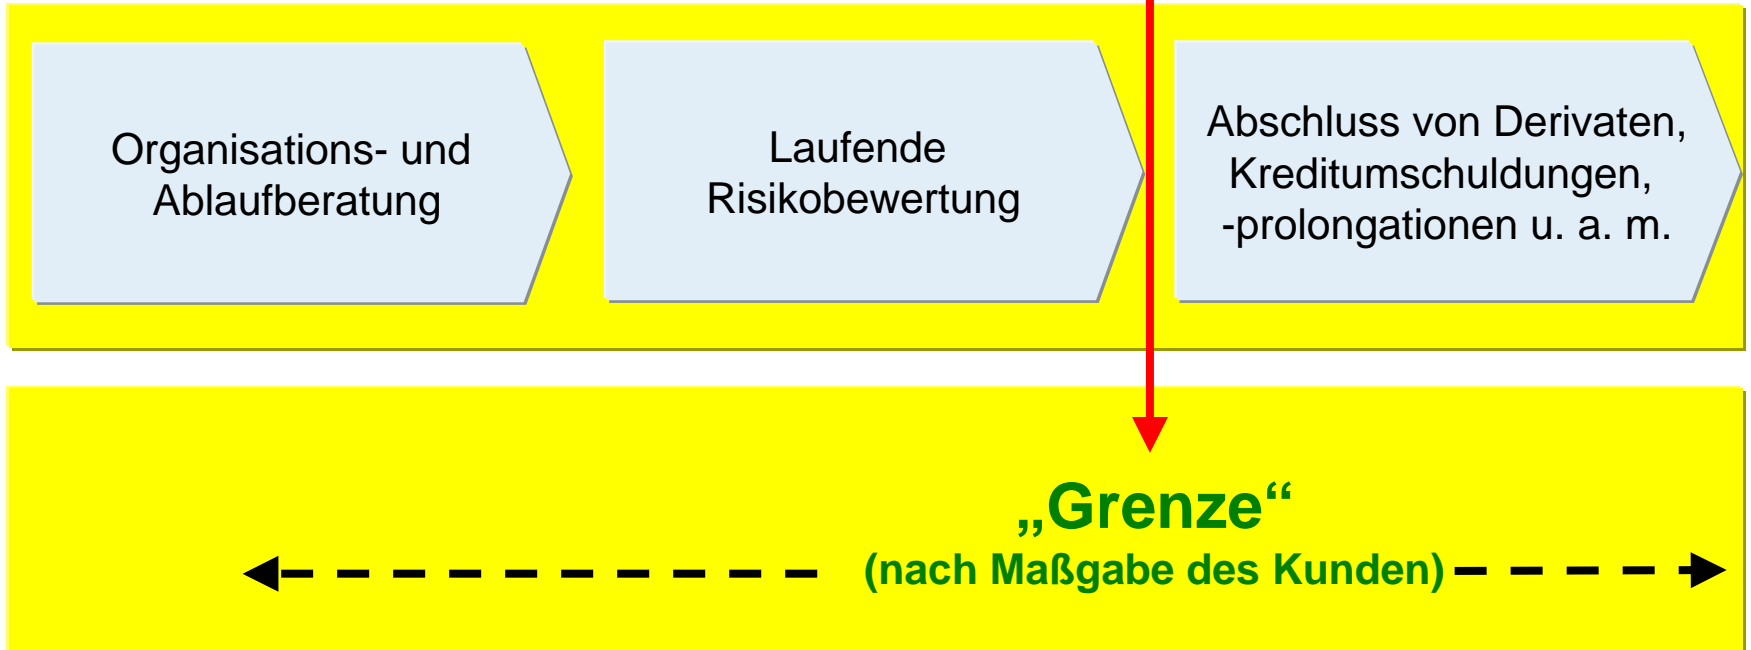 Organisations- und
Ablaufberatung
Laufende
Risikobewertung
Abschluss von Derivaten,
Kreditumschuldungen,
-prolongationen u. a. m.
„Grenze“
(nach Maßgabe des Kunden)